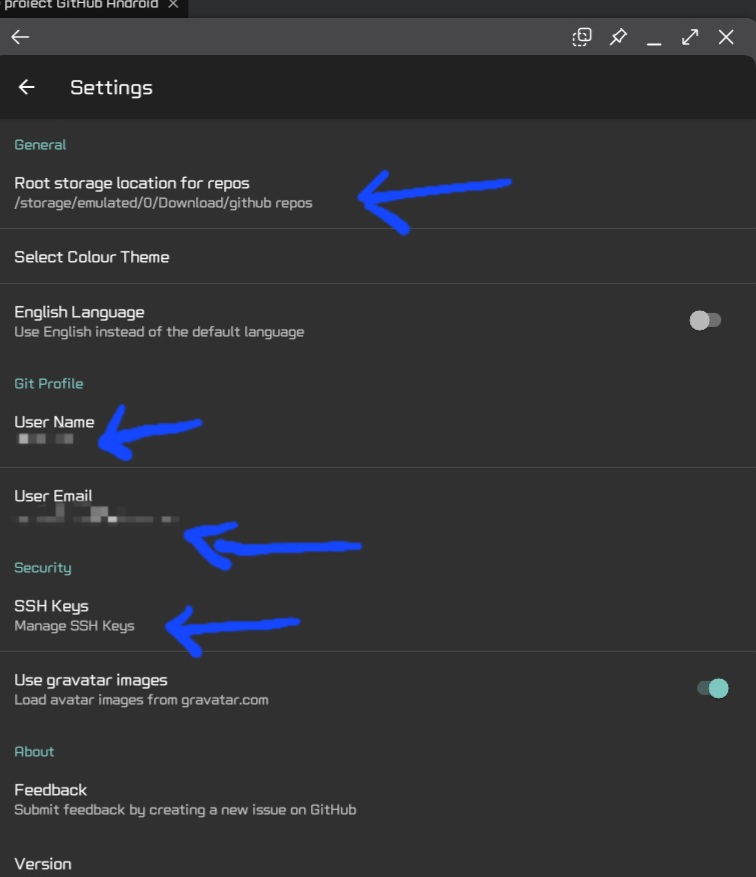 project GitHub Android
Settings
General
Root storage location for repos
/storage/emulated/0/Download/github repos
Select Colour Theme
English Language
Use English instead of the default language
Git Profile
User Name
User Email
Security
SSH Keys
Manage SSH Keys
Use gravatar images
Load avatar images from gravatar.com
About
Feedback
Submit feedback by creating a new issue on GitHub
Version